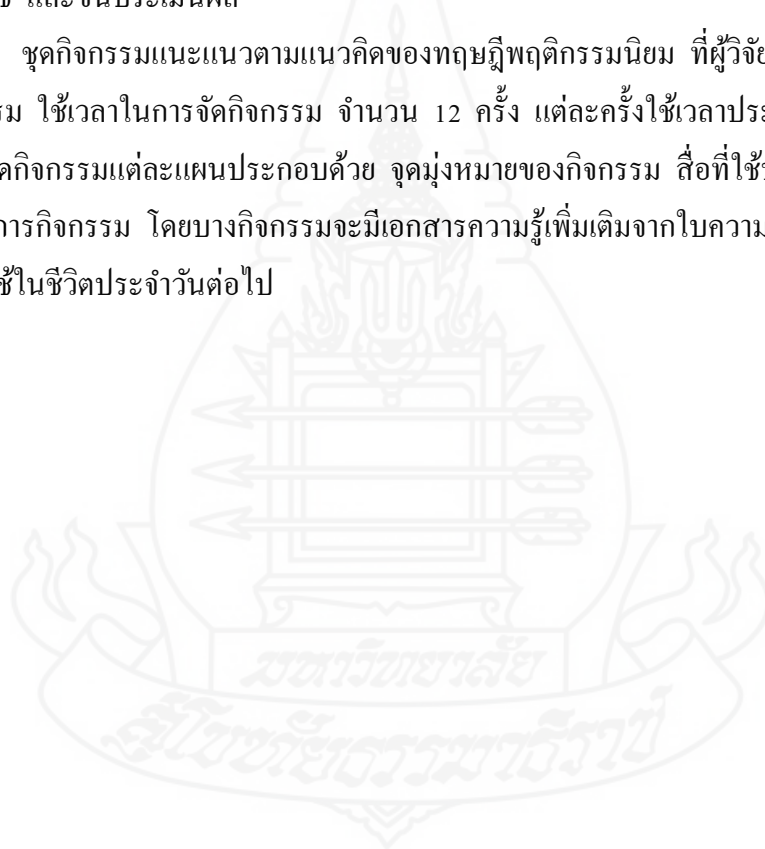 และขั้นประเมินผล
ชุดกิจกรรมแนะแนวตามแนวคิดของทฤษฎีพฤติกรรมนิยม ที่ผู้วิจัย
ใช้เวลาในการจัดกิจกรรม จำนวน 12 ครั้ง แต่ละครั้งใช้เวลา
กิจกรรมแต่ละแผนประกอบด้วย จุดมุ่งหมายของกิจกรรม สื่อที่ใช้
การกิจกรรม โดยบางกิจกรรมจะมีเอกสารความรู้เพิ่มเติมจากใบความ
ใช้ในชีวิตประจำวันต่อไป
มหาวิทยาลัย
สุโขทัยธรรมาธิราช